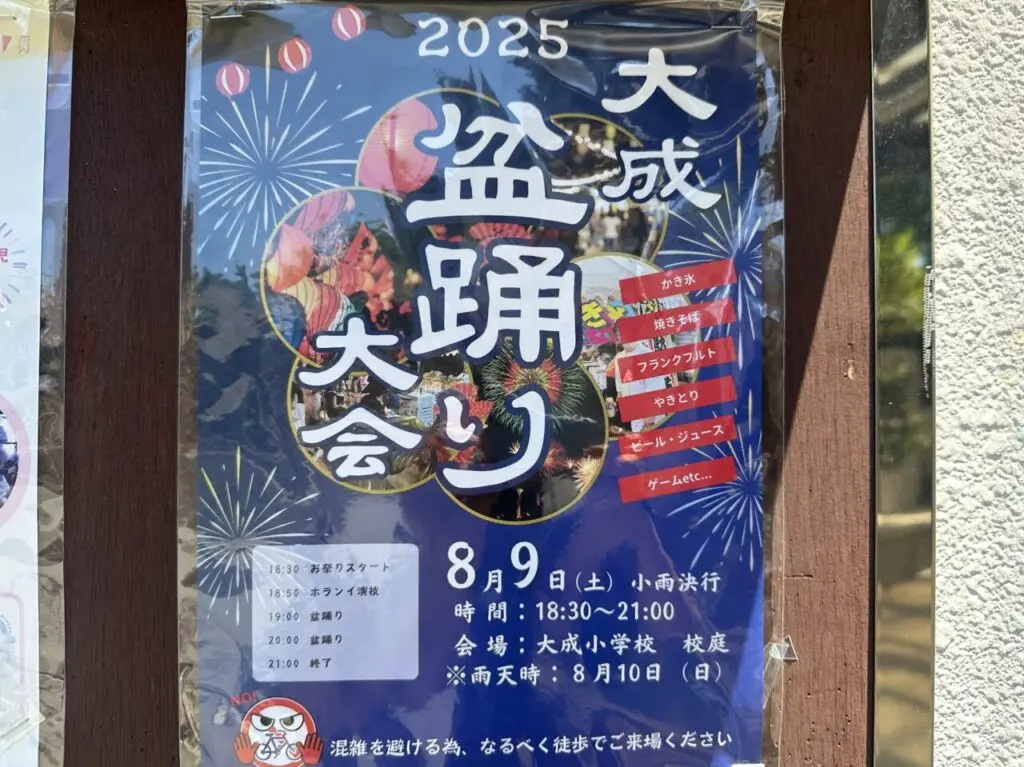 2025
大成
盆踊り
大会
かき氷
焼きそば
フランクフルト
やきとり
ビール・ジュース
ゲームetc...
18:30 お祭りスタート
18:50 ホランイ演技
19:00 盆踊り
20:00 盆踊り
21:00 終了
8月9日(土) 小雨決行
時間：18:30〜21:00
会場：大成小学校 校庭
※雨天時：8月10日（日）
NO!
混雑を避ける為、なるべく徒歩でご来場ください